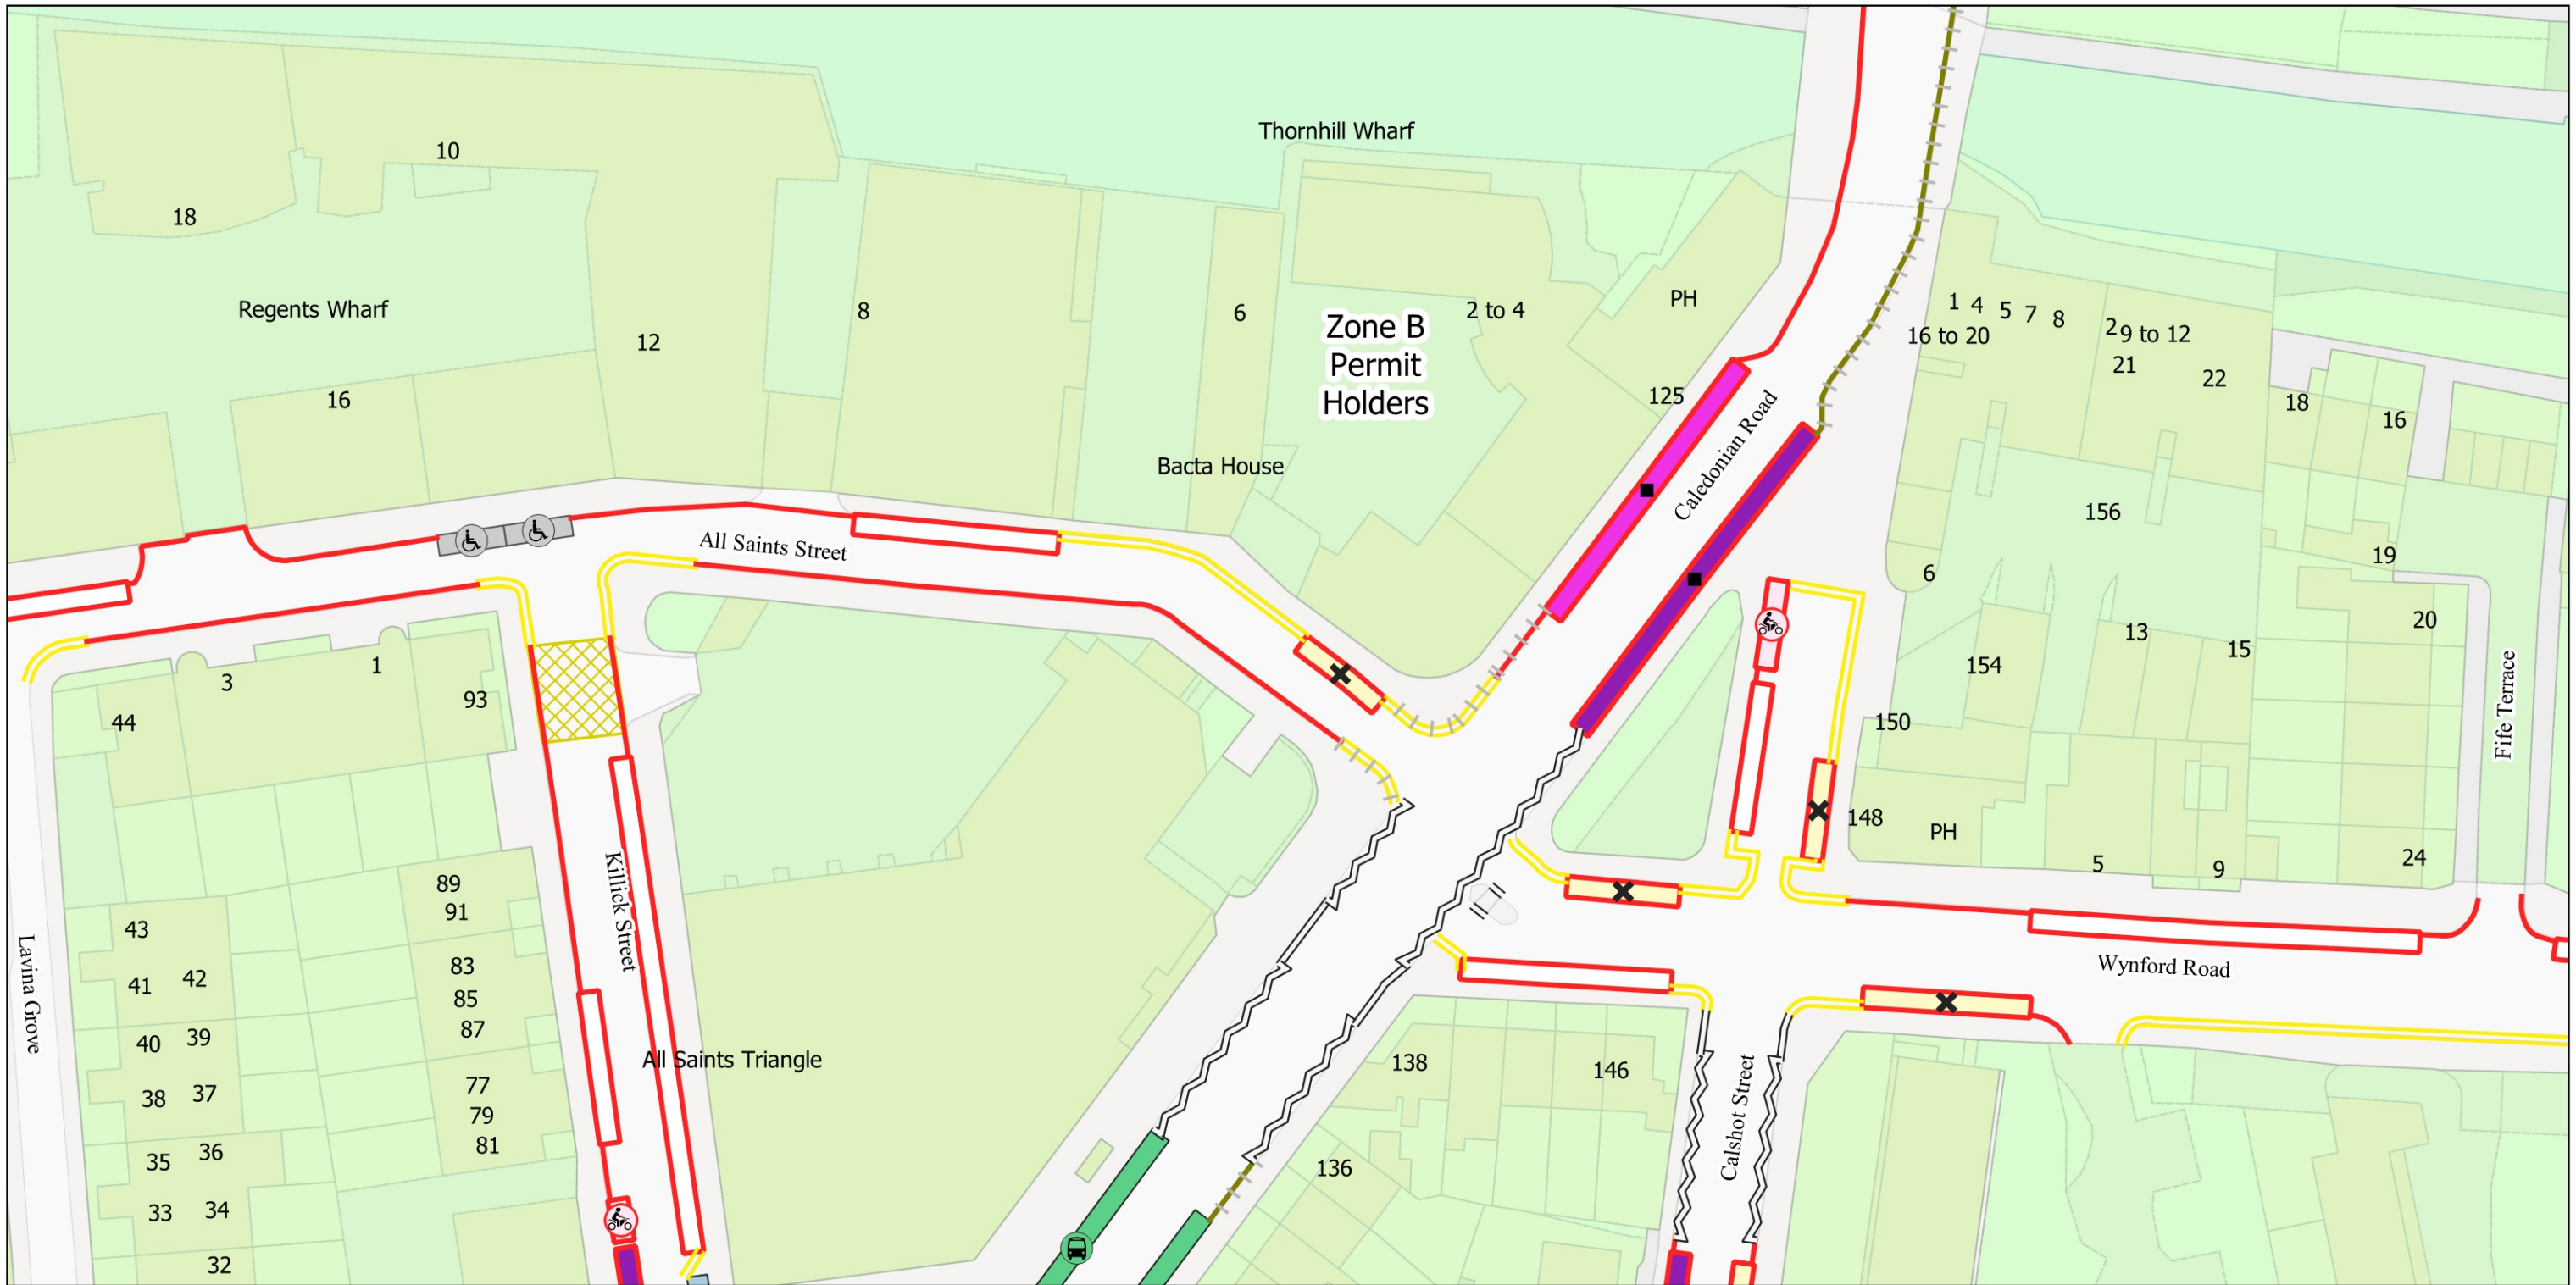 Thornhill Wharf
10
18
Regents Wharf
12
8
6
Zone B
Permit
Holders
2 to 4
PH
125
Caledonian Road
16
Bacta House
1 4 5 7 8
16 to 20
2 9 to 12
21
22
18
16
156
19
6
20
13
15
154
Fife Terrace
150
148
PH
5
9
24
All Saints Street
3
1
93
44
89
91
43
41
42
83
85
87
40
39
38
37
77
79
81
35
36
33
34
32
Lavina Grove
Killick Street
All Saints Triangle
138
146
136
Calshot Street
Wynford Road